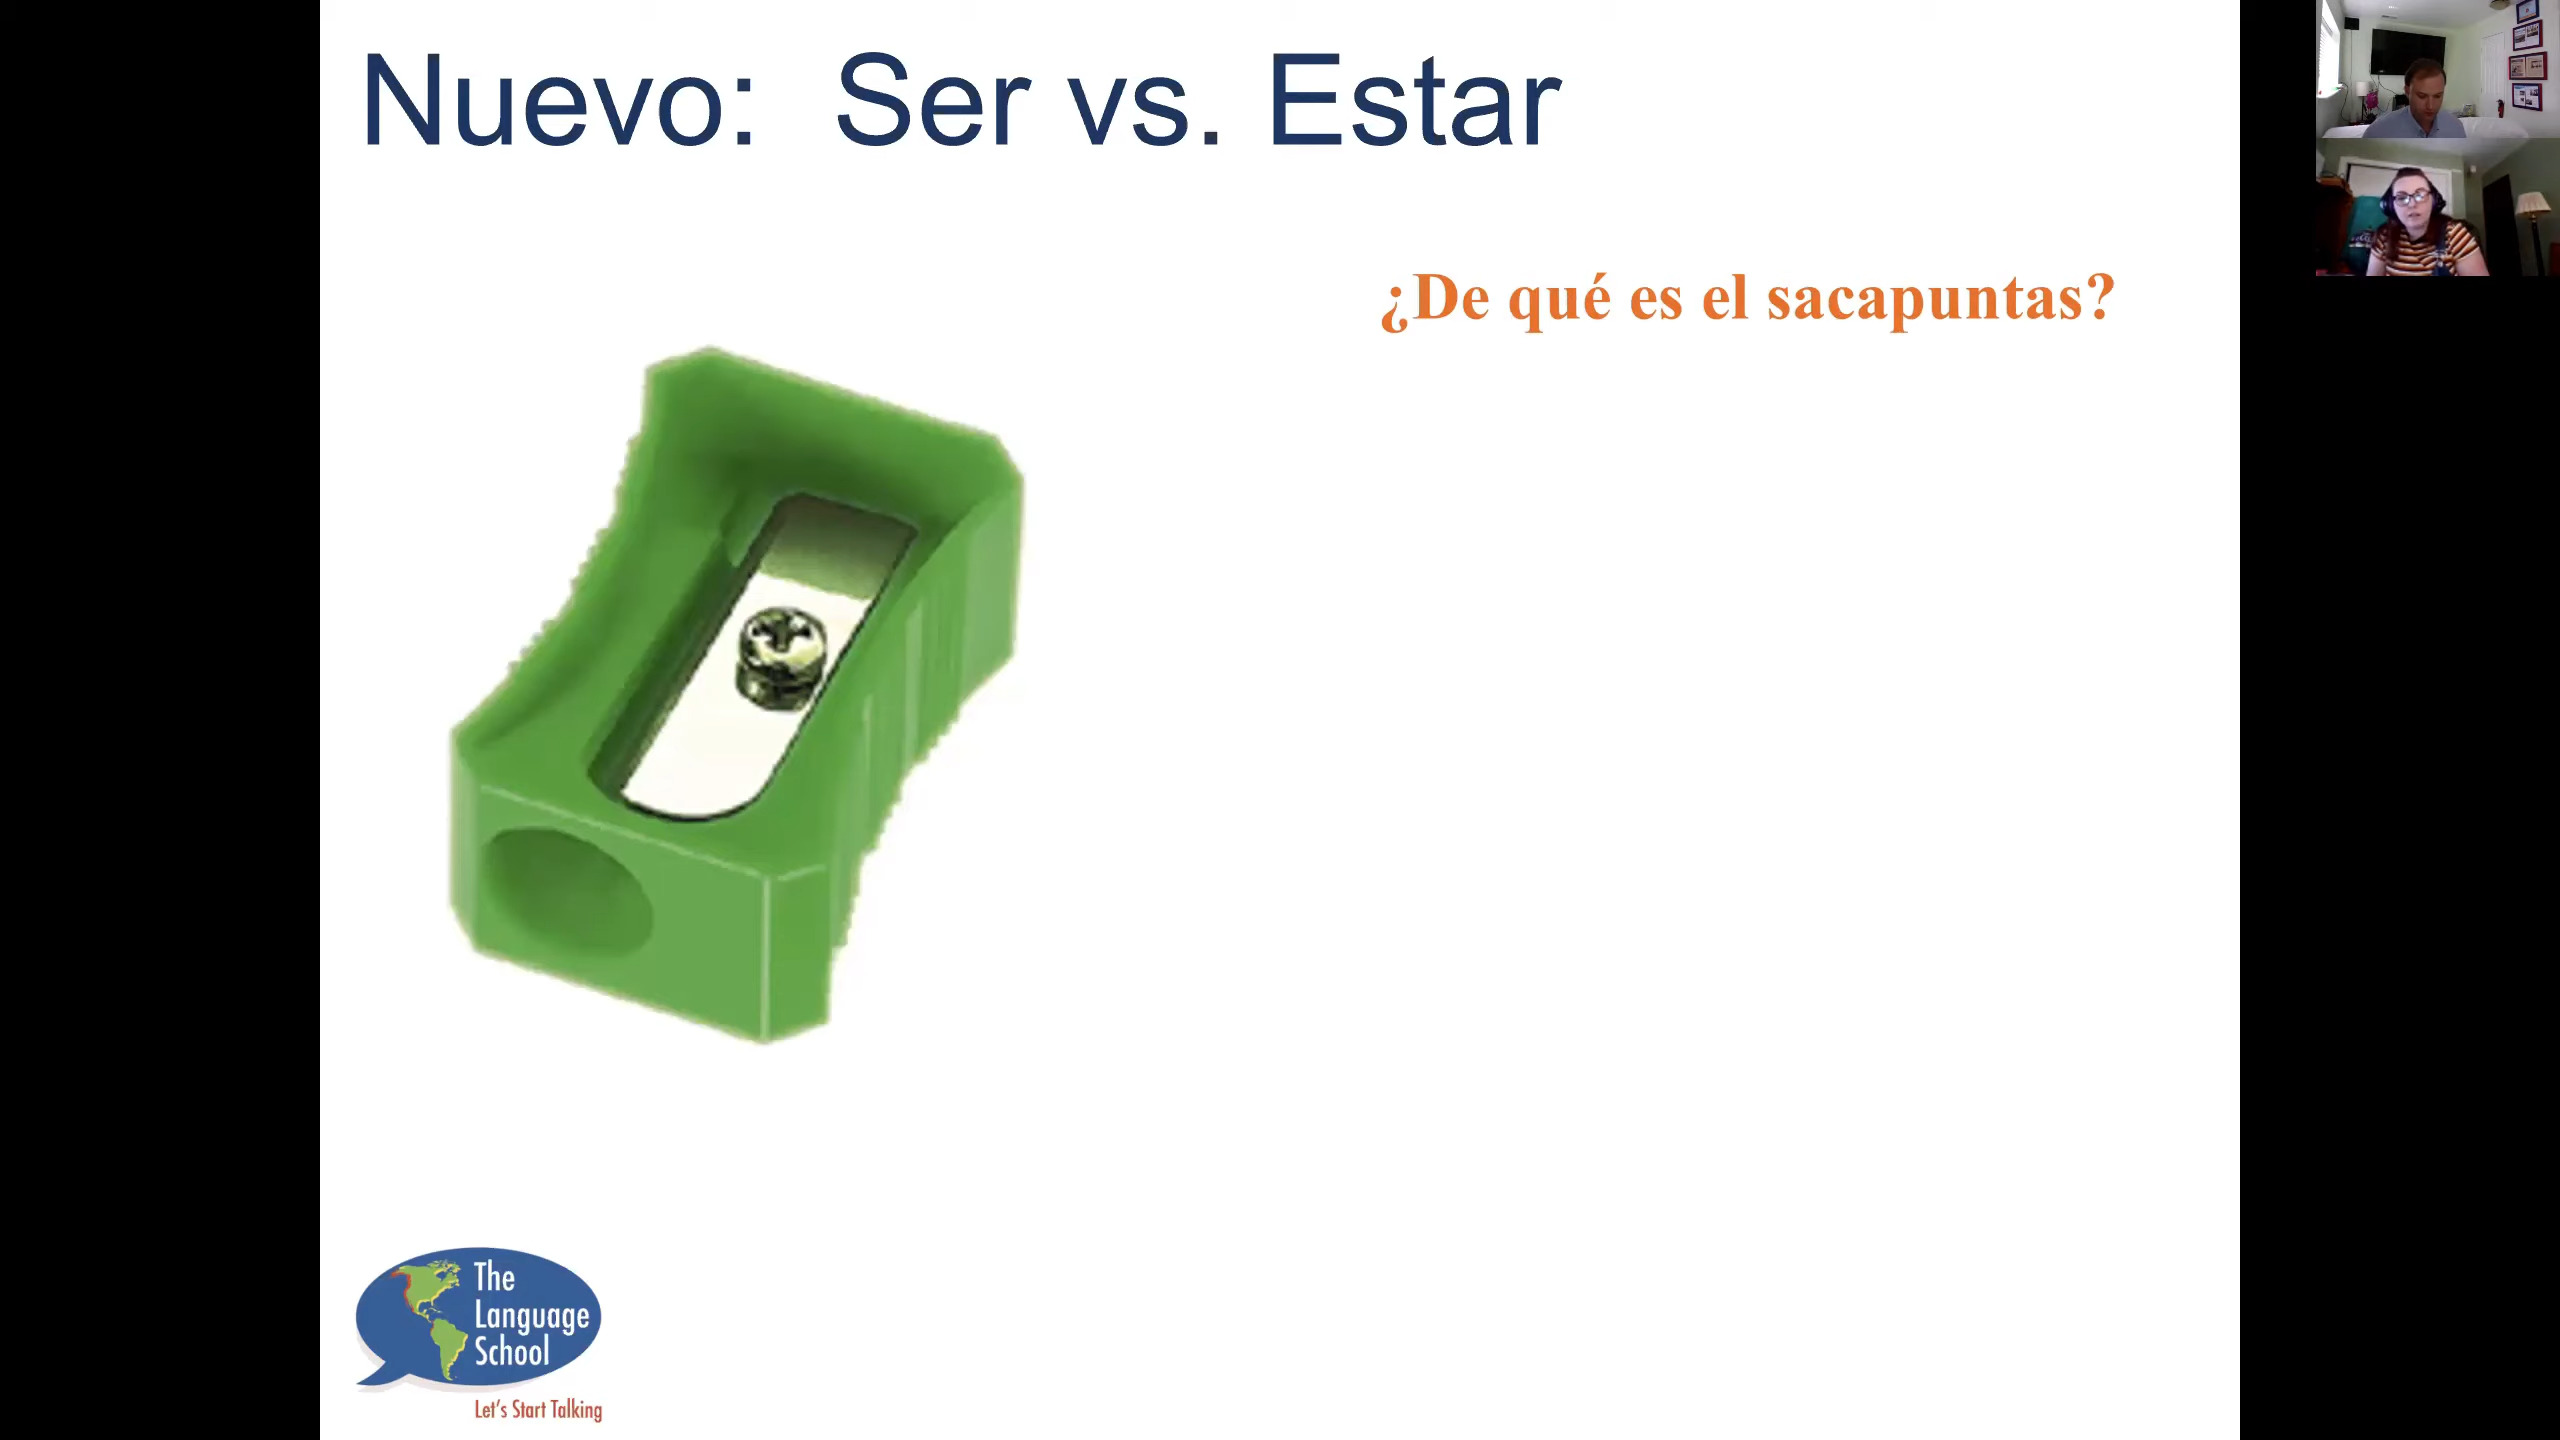 Nuevo: Ser vs. Estar
¿De qué es el sacapuntas?
The
Language
School
Let's Start Talking